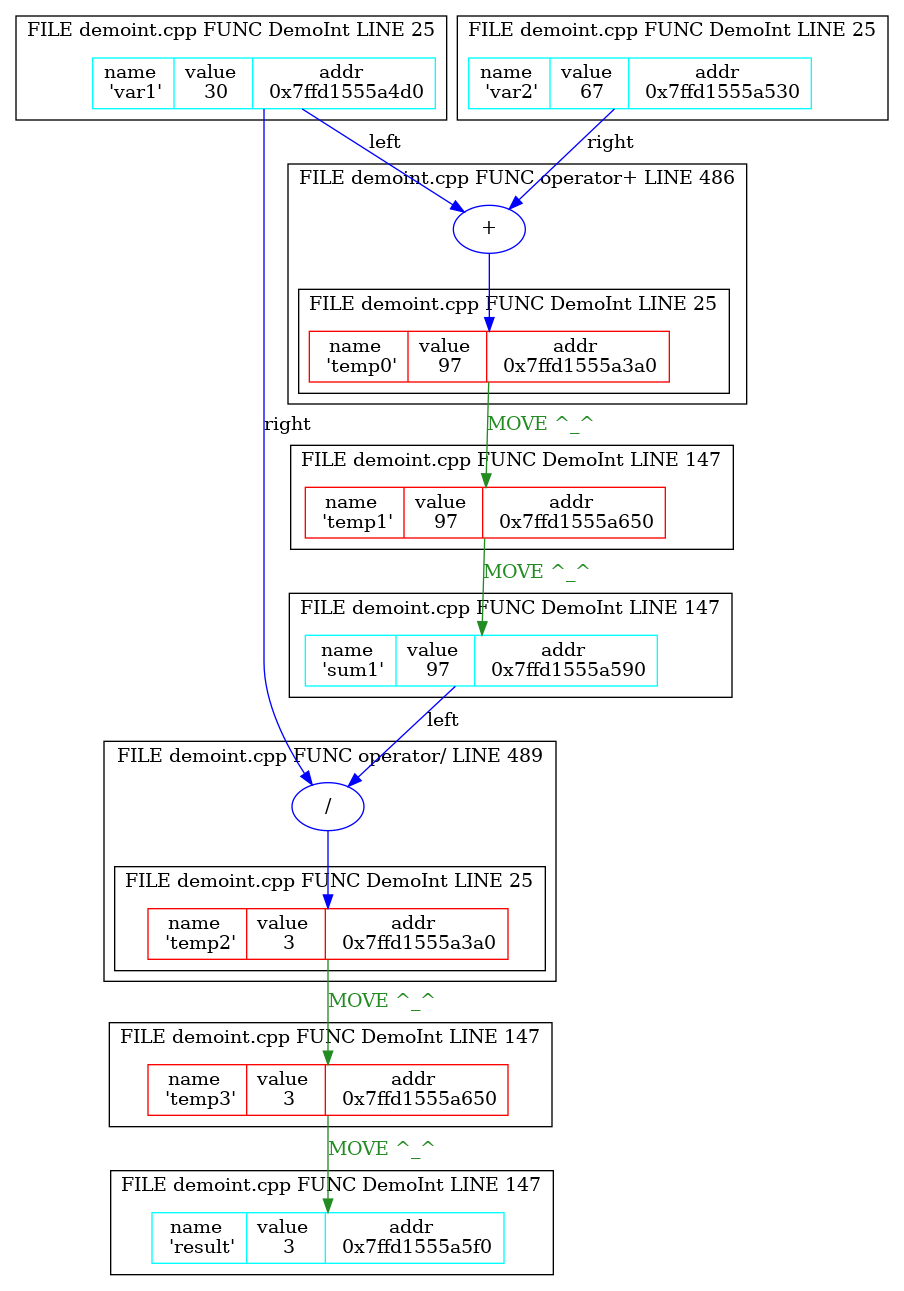 FILE demoint.cpp FUNC DemoInt LINE 25
name value addr
'var1' 30 0x7ffd1555a4d0
FILE demoint.cpp FUNC DemoInt LINE 25
name value addr
'var2' 67 0x7ffd1555a530
left
right
FILE demoint.cpp FUNC operator+ LINE 486
+
FILE demoint.cpp FUNC DemoInt LINE 25
name value addr
'temp0' 97 0x7ffd1555a3a0
right
MOVE ^_^
FILE demoint.cpp FUNC DemoInt LINE 147
name value addr
'temp1' 97 0x7ffd1555a650
MOVE ^_^
FILE demoint.cpp FUNC DemoInt LINE 147
name value addr
'sum1' 97 0x7ffd1555a590
left
FILE demoint.cpp FUNC operator/ LINE 489
/
FILE demoint.cpp FUNC DemoInt LINE 25
name value addr
'temp2' 3 0x7ffd1555a3a0
MOVE ^_^
FILE demoint.cpp FUNC DemoInt LINE 147
name value addr
'temp3' 3 0x7ffd1555a650
MOVE ^_^
FILE demoint.cpp FUNC DemoInt LINE 147
name value addr
'result' 3 0x7ffd1555a5f0